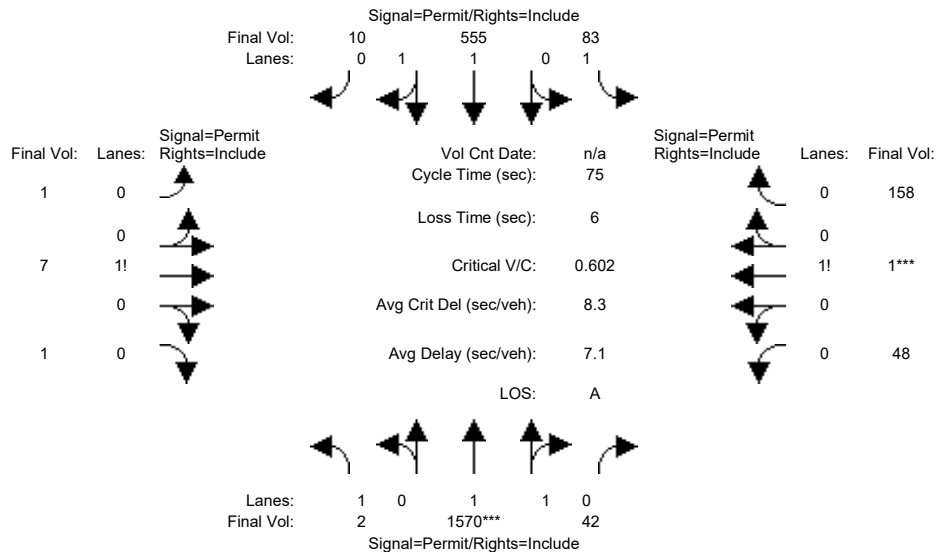 Signal=Permit/Rights=Include
Final Vol: 10 555 83
Lanes: 0 1 1 0 1
Signal=Permit
Final Vol: Lanes: Rights=Include
Vol Cnt Date: n/a
Signal=Permit
Rights=Include Lanes: Final Vol:
Cycle Time (sec): 75
1 0
0 158
Loss Time (sec): 6
0
0
7 1!
Critical V/C: 0.602
1! 1***
0
Avg Crit Del (sec/veh): 8.3
0
1 0
Avg Delay (sec/veh): 7.1
0 48
LOS: A
Lanes: 1 0 1 1 0
Final Vol: 2 1570*** 42
Signal=Permit/Rights=Include